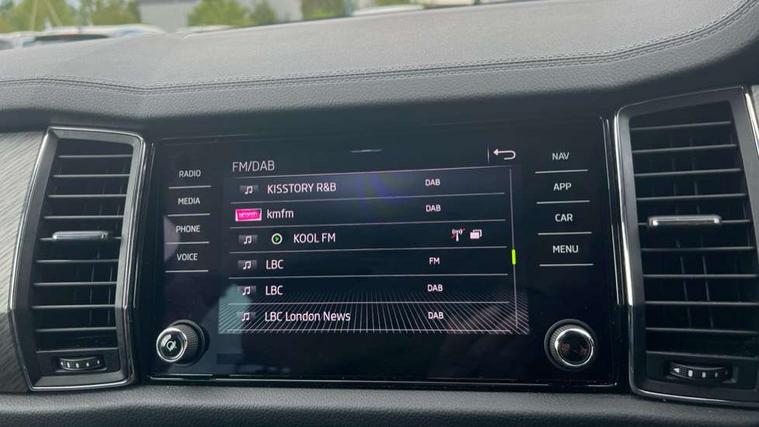 FM/DAB
RADIO
MEDIA
PHONE
VOICE
KISSTORY R&B DAB
kmfm DAB
KOOL FM
LBC FM
LBC DAB
LBC London News DAB
NAV
APP
CAR
MENU